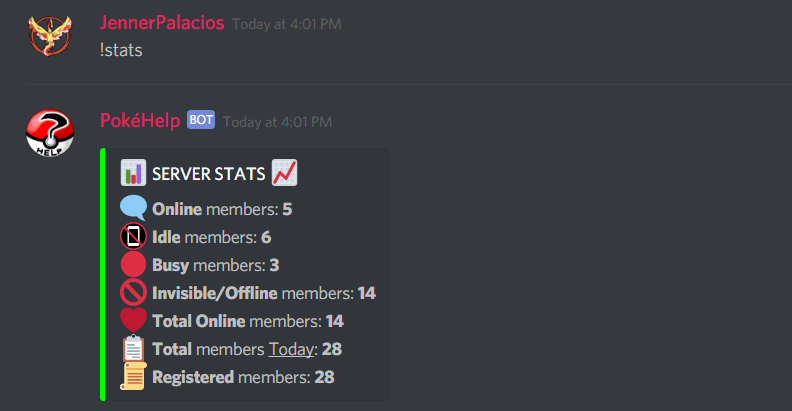 JennerPalacios Today at 4:01 PM
!stats
PokéHelp BOT Today at 4:01 PM
HELP
SERVER STATS
Online members: 5
Idle members: 6
Busy members: 3
Invisible/Offline members: 14
Total Online members: 14
Total members Today: 28
Registered members: 28